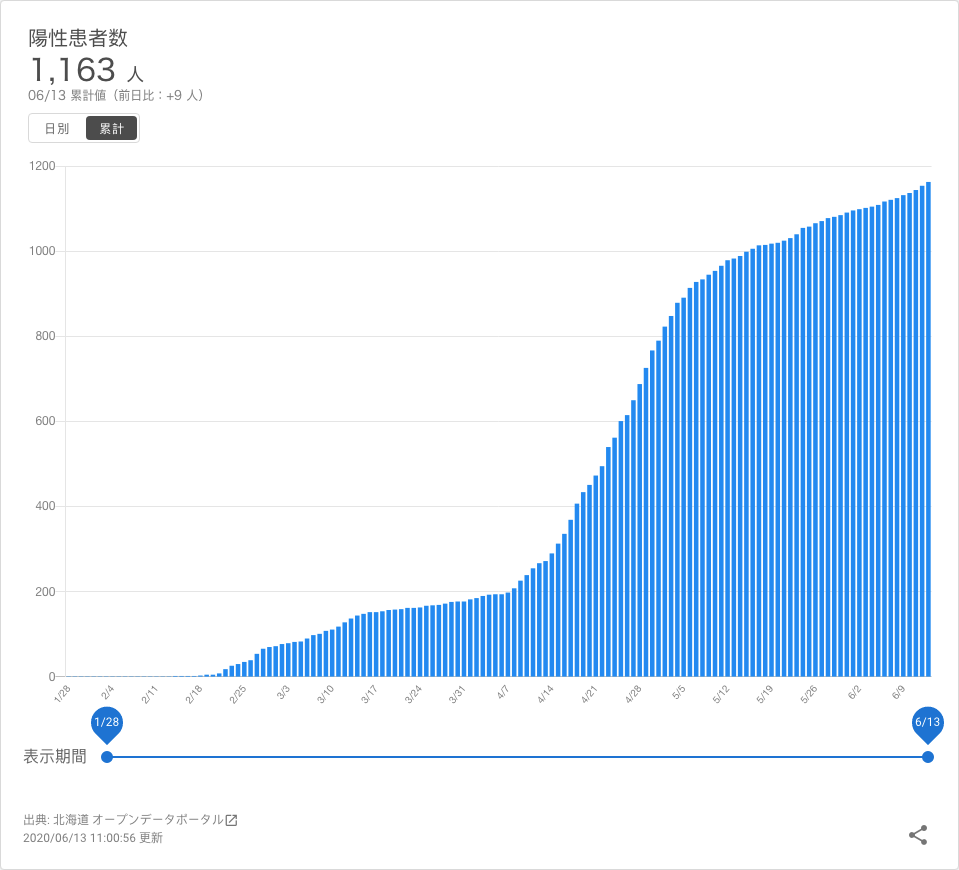 陽性患者数
1,163 人
06/13 累計値（前日比：+9 人）
日別 累計
1200
1000
800
600
400
200
0
1/28 2/4 2/11 2/18 2/25 3/3 3/10 3/17 3/24 3/31 4/7 4/14 4/21 4/28 5/5 5/12 5/19 5/26 6/2 6/9
1/28 6/13
表示期間
出典: 北海道 オープンデータポータル
2020/06/13 11:00:56 更新